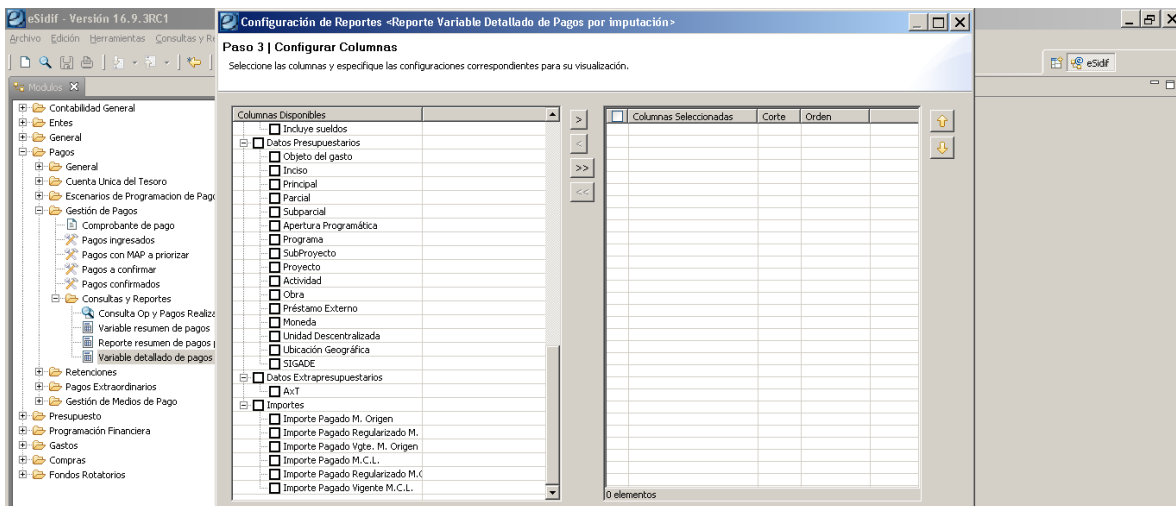 eSidif - Versión 16.9.3RC1
Archivo Edición Herramientas Consultas y Re
Modulos
Contabilidad General
Entes
General
Pagos
General
Cuenta Unica del Tesoro
Escenarios de Programacion de Pago
Gestión de Pagos
Comprobante de pago
Pagos ingresados
Pagos con MAP a priorizar
Pagos a confirmar
Pagos confirmados
Consultas y Reportes
Consulta Op y Pagos Realiza
Variable resumen de pagos
Reporte resumen de pagos p
Variable detallado de pagos
Retenciones
Pagos Extraordinarios
Gestión de Medios de Pago
Presupuesto
Programación Financiera
Gastos
Compras
Fondos Rotatorios
Configuración de Reportes <Reporte Variable Detallado de Pagos por imputación>
Paso 3 | Configurar Columnas
Seleccione las columnas y especifique las configuraciones correspondientes para su visualización.
Columnas Disponibles
Incluye sueldos
Datos Presupuestarios
Objeto del gasto
Inciso
Principal
Parcial
Subparcial
Apertura Programática
Programa
SubProyecto
Proyecto
Actividad
Obra
Préstamo Externo
Moneda
Unidad Descentralizada
Ubicación Geográfica
SIGADE
Datos Extrapresupuestarios
AxT
Importes
Importe Pagado M. Origen
Importe Pagado Regularizado M.
Importe Pagado Vgte. M. Origen
Importe Pagado M.C.L.
Importe Pagado Regularizado M.C
Importe Pagado Vigente M.C.L.
>
<
>>
<<
Columnas Seleccionadas Corte Orden
0 elementos
eSidif